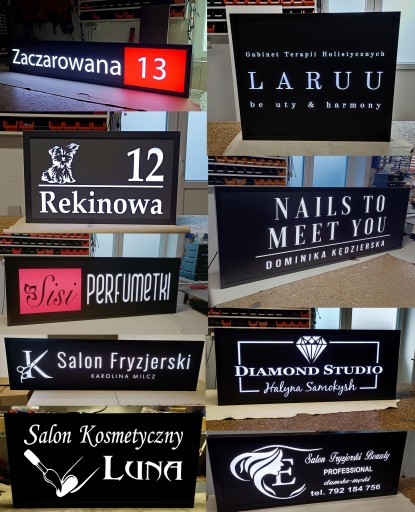 Zaczarowana 13
12
Rekinowa
Sisi PERFUMETKI
K Salon Fryzjerski
KAROLINA MILCZ
Salon Kosmetyczny
LUNA
Gabinet Terapii Holistycznych
LARUU
be uty & harmony
NAILS TO
MEET YOU
DOMINIKA KĘDZIERSKA
DIAMOND STUDIO
Halyna Samokysh
E
Salon Fryzjerski Beauty
PROFESSIONAL
damsko-męski
tel. 792 184 756